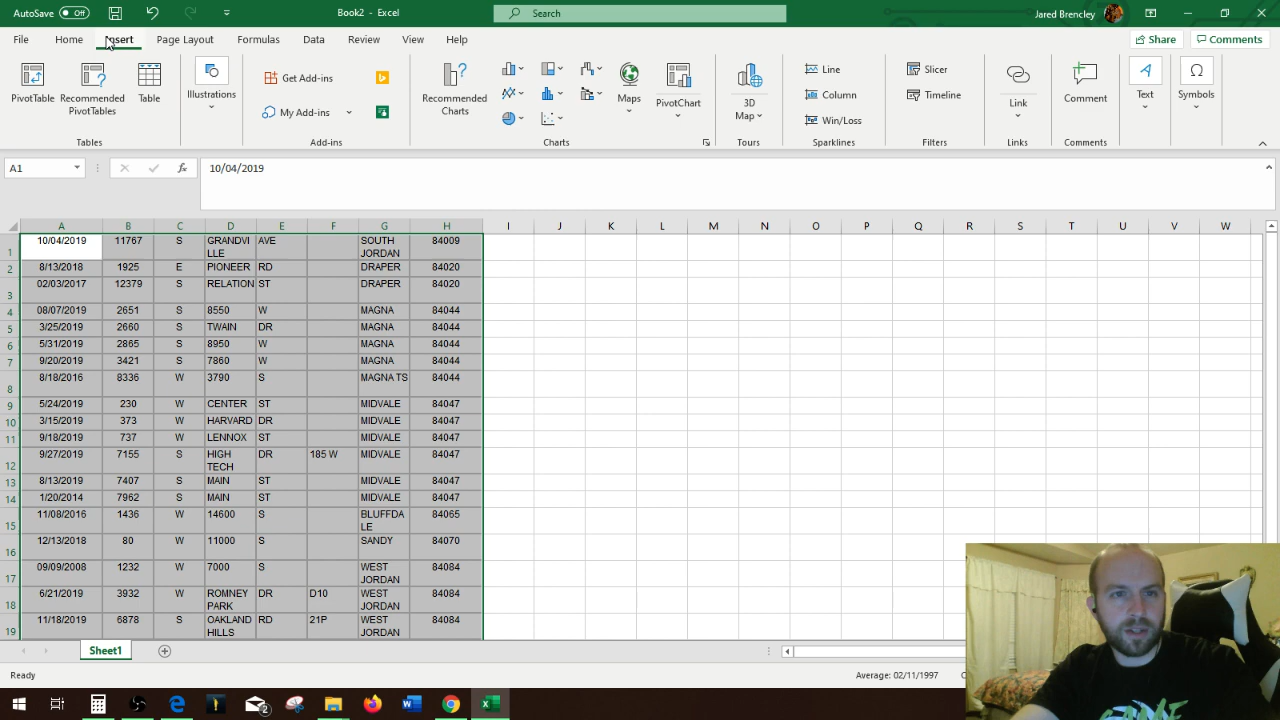 AutoSave Off Book2 - Excel Search Jared Brencley
File Home Insert Page Layout Formulas Data Review View Help Share Comments
PivotTable Recommended PivotTables Table Illustrations Get Add-ins My Add-ins Recommended Charts Maps PivotChart 3D Map Line Column Win/Loss Slicer Timeline Link Comment Text Symbols
Tables Add-ins Charts Tours Sparklines Filters Links Comments
A1 fx 10/04/2019
A B C D E F G H I J K L M N O P Q R S T U V W
1 10/04/2019 11767 S GRANDVI LLE AVE SOUTH JORDAN 84009
2 8/13/2018 1925 E PIONEER RD DRAPER 84020
3 02/03/2017 12379 S RELATION ST DRAPER 84020
4 08/07/2019 2651 S 8550 W MAGNA 84044
5 3/25/2019 2660 S TWAIN DR MAGNA 84044
6 5/31/2019 2865 S 8950 W MAGNA 84044
7 9/20/2019 3421 S 7860 W MAGNA 84044
8 8/18/2016 8336 W 3790 S MAGNA TS 84044
9 5/24/2019 230 W CENTER ST MIDVALE 84047
10 3/15/2019 373 W HARVARD DR MIDVALE 84047
11 9/18/2019 737 W LENNOX ST MIDVALE 84047
12 9/27/2019 7155 S HIGH TECH DR 185 W MIDVALE 84047
13 8/13/2019 7407 S MAIN ST MIDVALE 84047
14 1/20/2014 7962 S MAIN ST MIDVALE 84047
15 11/08/2016 1436 W 14600 S BLUFFDA LE 84065
16 12/13/2018 80 W 11000 S SANDY 84070
17 09/09/2008 1232 W 7000 S WEST JORDAN 84084
18 6/21/2019 3932 W ROMNEY PARK DR D10 WEST JORDAN 84084
19 11/18/2019 6878 S OAKLAND HILLS RD 21P WEST JORDAN 84084
Sheet1
Ready Average: 02/11/1997